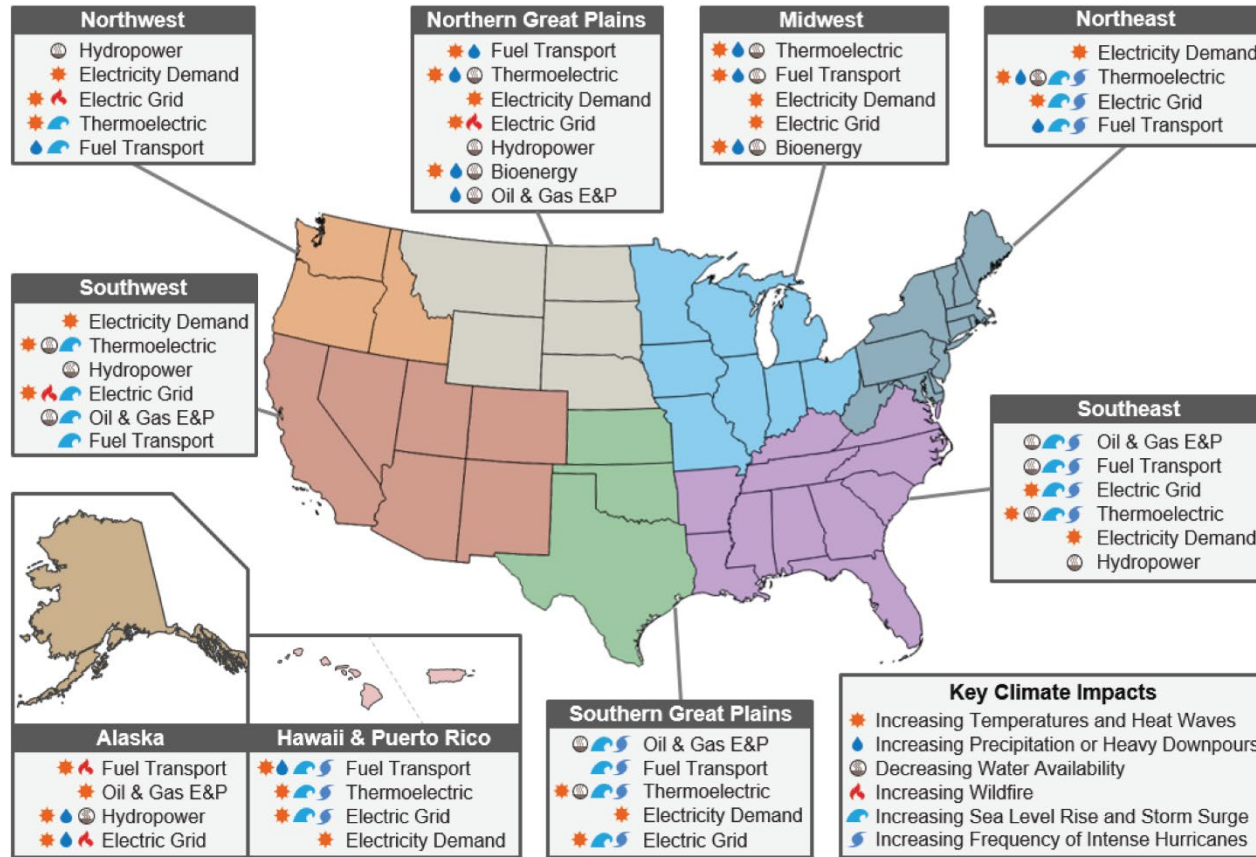 Northwest
Hydropower
Electricity Demand
Electric Grid
Thermoelectric
Fuel Transport
Northern Great Plains
Fuel Transport
Thermoelectric
Electricity Demand
Electric Grid
Hydropower
Bioenergy
Oil & Gas E&P
Midwest
Thermoelectric
Fuel Transport
Electricity Demand
Electric Grid
Bioenergy
Northeast
Electricity Demand
Thermoelectric
Electric Grid
Fuel Transport
Southwest
Electricity Demand
Thermoelectric
Hydropower
Electric Grid
Oil & Gas E&P
Fuel Transport
Southeast
Oil & Gas E&P
Fuel Transport
Electric Grid
Thermoelectric
Electricity Demand
Hydropower
Alaska
Fuel Transport
Oil & Gas E&P
Hydropower
Electric Grid
Hawaii & Puerto Rico
Fuel Transport
Thermoelectric
Electric Grid
Electricity Demand
Southern Great Plains
Oil & Gas E&P
Fuel Transport
Thermoelectric
Electricity Demand
Electric Grid
Key Climate Impacts
Increasing Temperatures and Heat Waves
Increasing Precipitation or Heavy Downpours
Decreasing Water Availability
Increasing Wildfire
Increasing Sea Level Rise and Storm Surge
Increasing Frequency of Intense Hurricanes